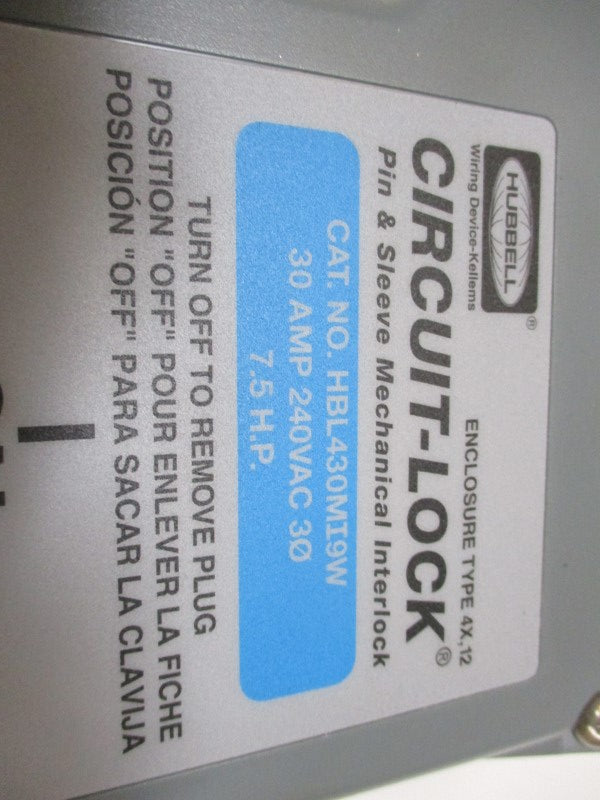 HUBBELL®
Wiring Device-Kellems
ENCLOSURE TYPE 4X,12
CIRCUIT-LOCK®
Pin & Sleeve Mechanical Interlock
CAT. NO. HBL430MI9W
30 AMP 240VAC 3Ø
7.5 H.P.
TURN OFF TO REMOVE PLUG
POSITION "OFF" POUR ENLEVER LA FICHE
POSICIÓN "OFF" PARA SACAR LA CLAVIJA